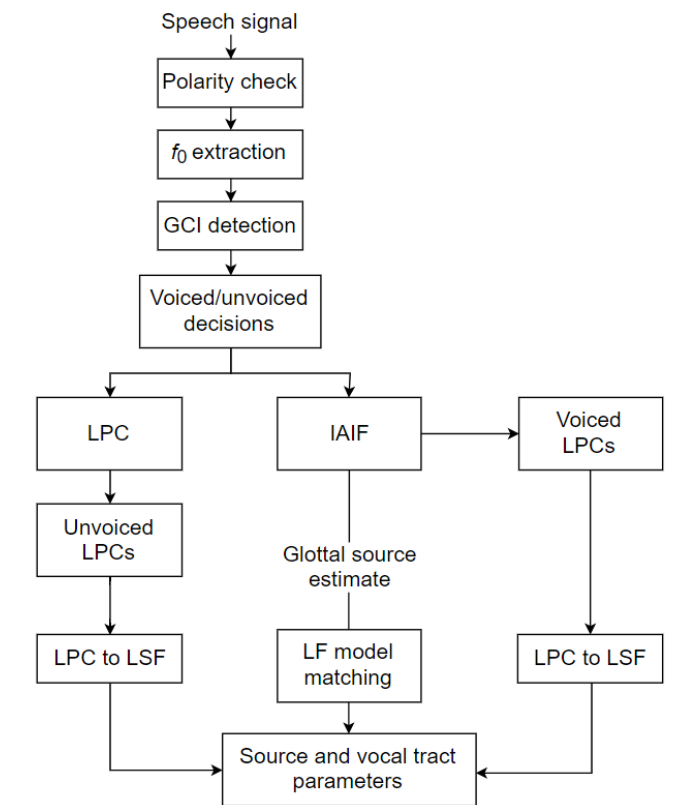 Speech signal
Polarity check
f0 extraction
GCI detection
Voiced/unvoiced
decisions
LPC
IAIF
Voiced
LPCs
Unvoiced
LPCs
Glottal source
estimate
LPC to LSF
LF model
matching
LPC to LSF
Source and vocal tract
parameters